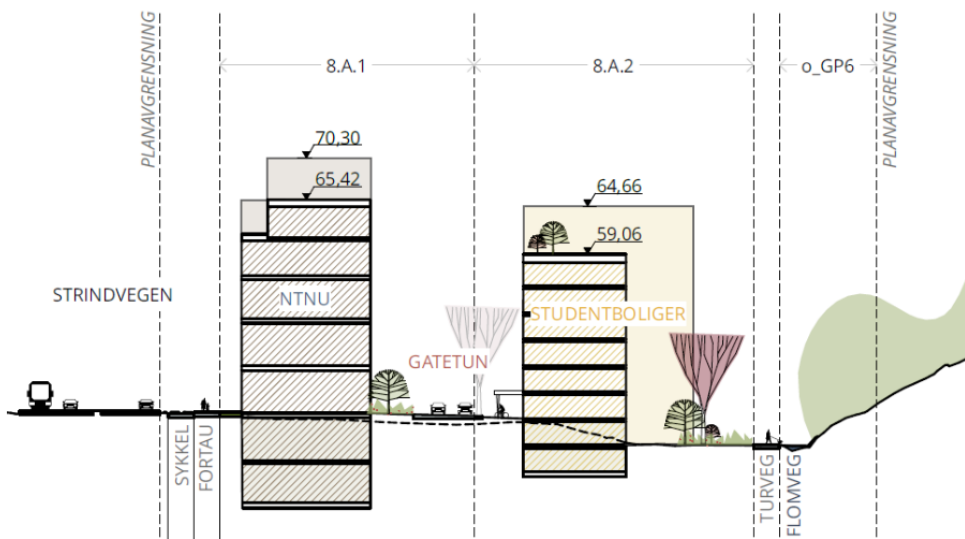 8.A.1
8.A.2
o_GP6
PLANAVGRENSNING
PLANAVGRENSNING
70,30
65,42
64,66
59,06
STRINDVEGEN
NTNU
STUDENTBOLIGER
GATETUN
SYKKEL
FORTAU
TURVEG
FLOMVEG